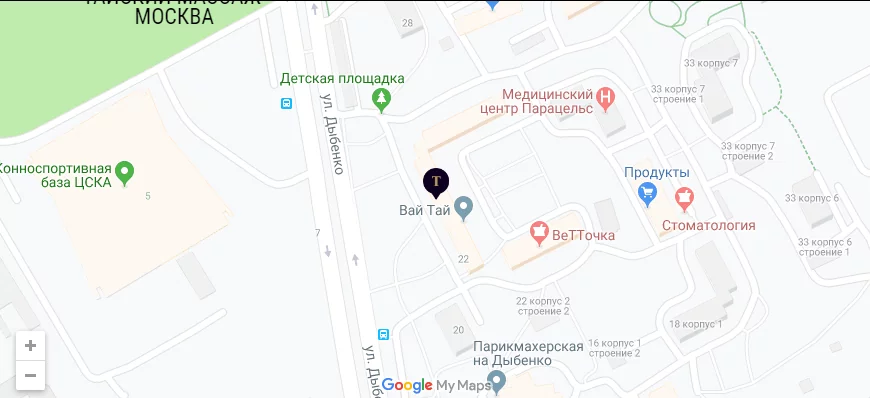 ТАЙСКИЙ МАССАЖ
МОСКВА
28
Детская площадка
ул. Дыбенко
Медицинский
центр Парацельс
33 корпус 7
33 корпус 7
строение 1
33 корпус 7
строение 2
Конноспортивная
база ЦСКА
5
T
Вай Тай
Продукты
Стоматология
33 корпус 6
ВеТТочка
33 корпус 6
строение 1
7
22
22 корпус 2
строение 2
18 корпус 1
20
16 корпус 1
строение 2
Парикмахерская
на Дыбенко
ул. Дыбе
+
−
Google My Maps